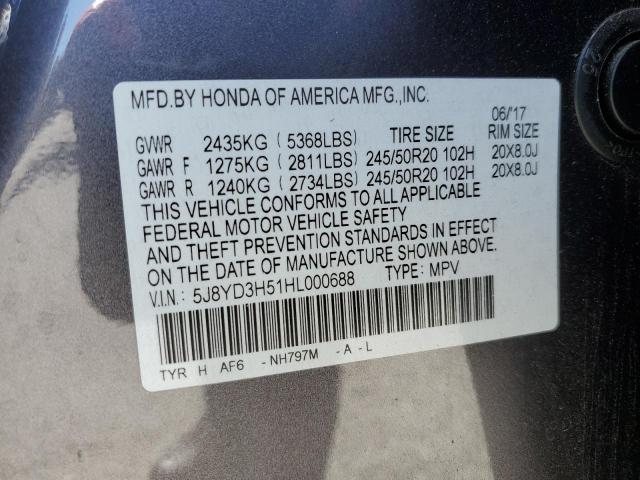 MFD. BY HONDA OF AMERICA MFG., INC.
06/'17
GVWR 2435KG ( 5368LBS) TIRE SIZE RIM SIZE
GAWR F 1275KG ( 2811LBS) 245/50R20 102H 20X8.0J
GAWR R 1240KG ( 2734LBS) 245/50R20 102H 20X8.0J
THIS VEHICLE CONFORMS TO ALL APPLICABLE
FEDERAL MOTOR VEHICLE SAFETY
AND THEFT PREVENTION STANDARDS IN EFFECT
ON THE DATE OF MANUFACTURE SHOWN ABOVE.
V.I.N.: 5J8YD3H51HL000688 TYPE: MPV
TYR H AF6 -NH797M -A-L